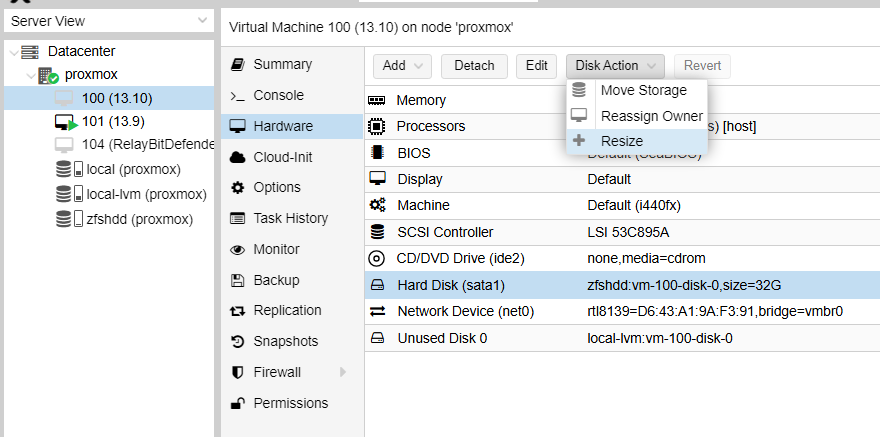 Server View
Datacenter
proxmox
100 (13.10)
101 (13.9)
104 (RelayBitDefende
local (proxmox)
local-lvm (proxmox)
zfshdd (proxmox)
Virtual Machine 100 (13.10) on node 'proxmox'
Summary
Console
Hardware
Cloud-Init
Options
Task History
Monitor
Backup
Replication
Snapshots
Firewall
Permissions
Add Detach Edit Disk Action Revert
Move Storage
Reassign Owner
Resize
Memory
Processors s) [host]
BIOS Default (SeaBIOS)
Display Default
Machine Default (i440fx)
SCSI Controller LSI 53C895A
CD/DVD Drive (ide2) none,media=cdrom
Hard Disk (sata1) zfshdd:vm-100-disk-0,size=32G
Network Device (net0) rtl8139=D6:43:A1:9A:F3:91,bridge=vmbr0
Unused Disk 0 local-lvm:vm-100-disk-0